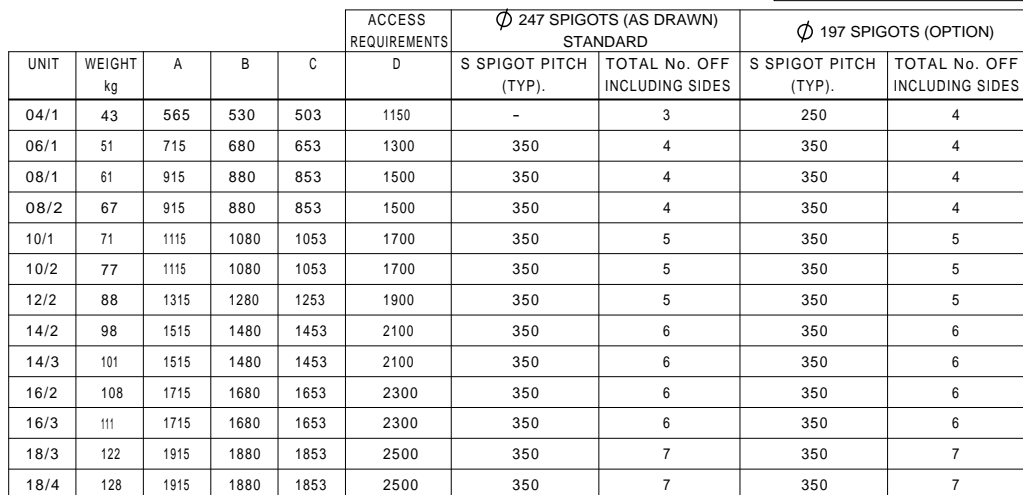 ACCESS REQUIREMENTS Ø 247 SPIGOTS (AS DRAWN) STANDARD Ø 197 SPIGOTS (OPTION)
UNIT WEIGHT kg A B C D S SPIGOT PITCH (TYP). TOTAL No. OFF INCLUDING SIDES S SPIGOT PITCH (TYP). TOTAL No. OFF INCLUDING SIDES
04/1 43 565 530 503 1150 - 3 250 4
06/1 51 715 680 653 1300 350 4 350 4
08/1 61 915 880 853 1500 350 4 350 4
08/2 67 915 880 853 1500 350 4 350 4
10/1 71 1115 1080 1053 1700 350 5 350 5
10/2 77 1115 1080 1053 1700 350 5 350 5
12/2 88 1315 1280 1253 1900 350 5 350 5
14/2 98 1515 1480 1453 2100 350 6 350 6
14/3 101 1515 1480 1453 2100 350 6 350 6
16/2 108 1715 1680 1653 2300 350 6 350 6
16/3 111 1715 1680 1653 2300 350 6 350 6
18/3 122 1915 1880 1853 2500 350 7 350 7
18/4 128 1915 1880 1853 2500 350 7 350 7